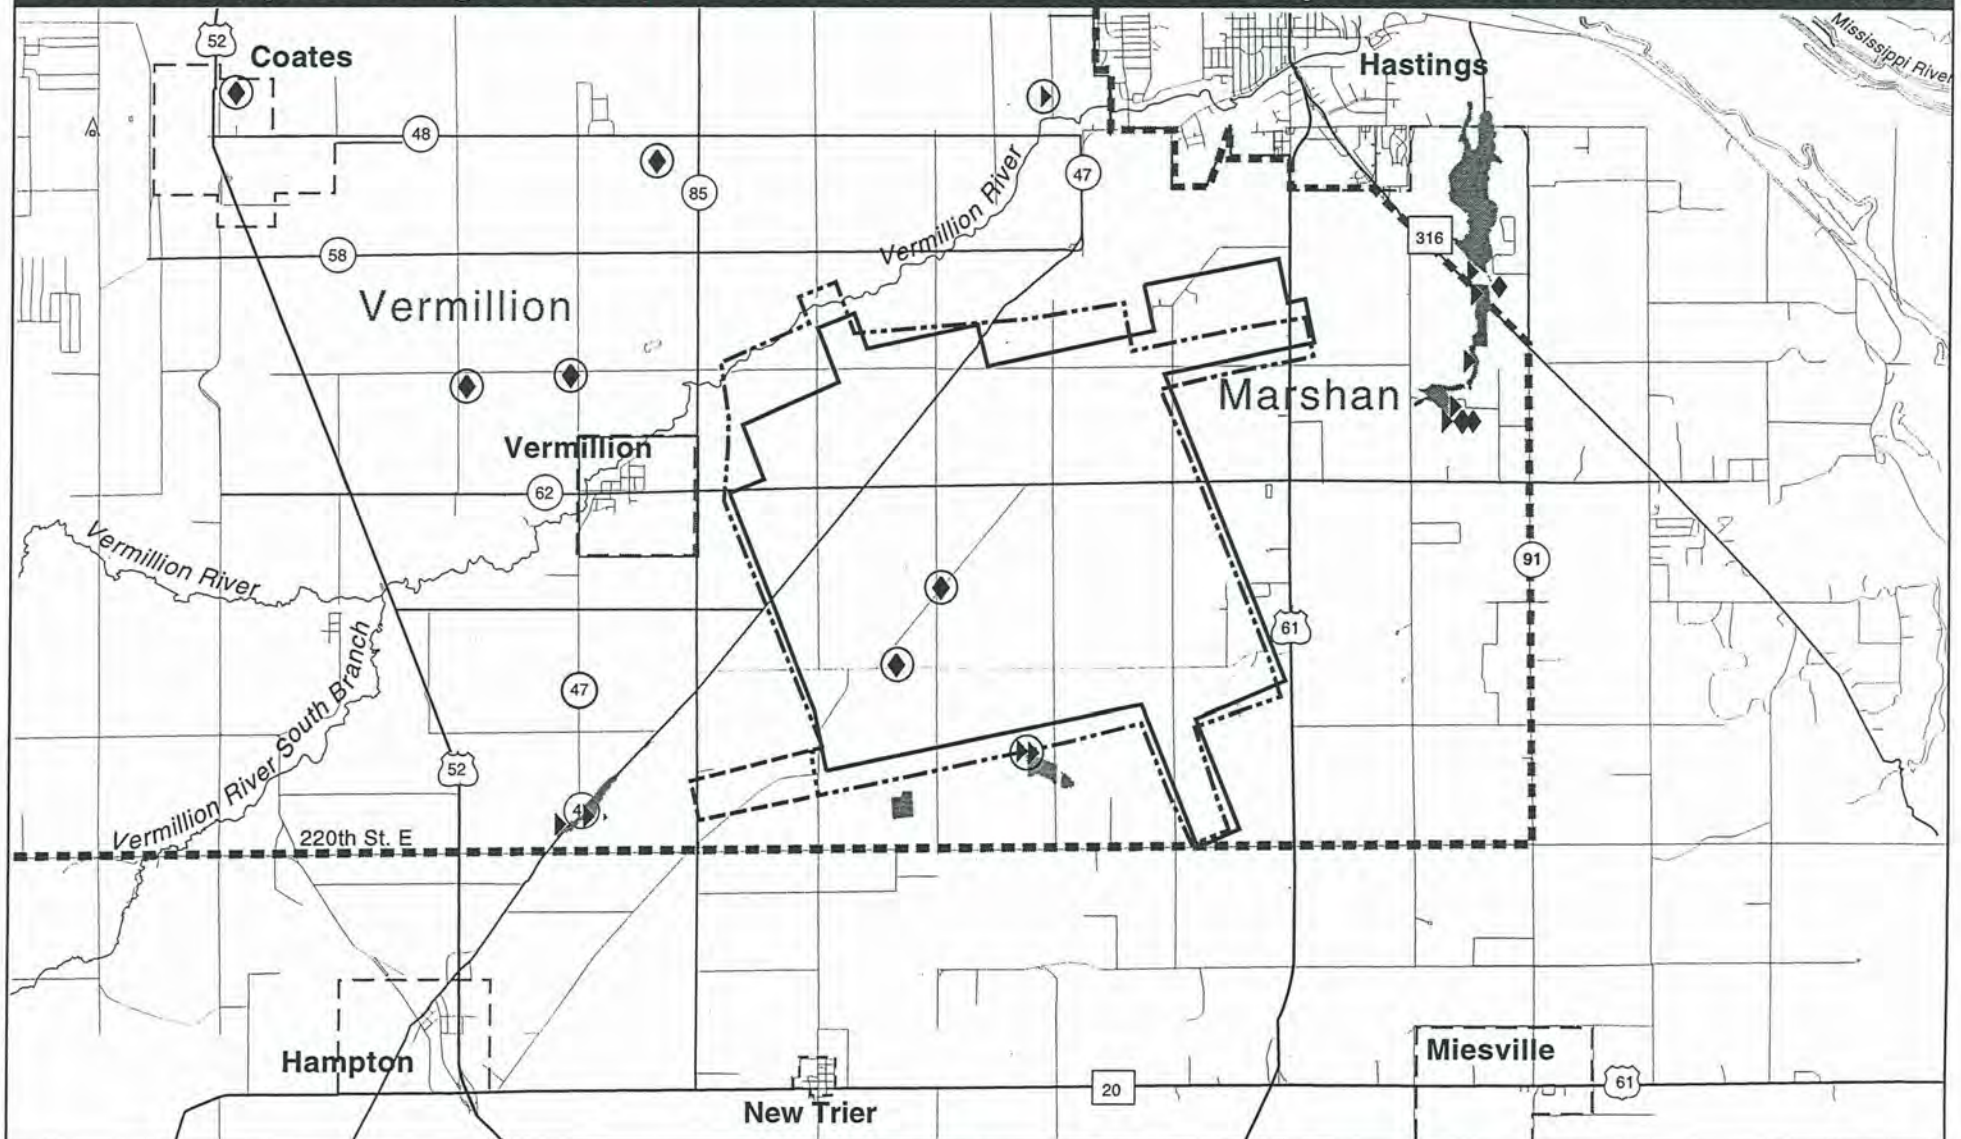 52
Coates
Hastings
Mississippi River
48
85
47
Vermillion River
316
58
Vermillion
Marshan
Vermillion
62
Vermillion River
91
61
47
Vermillion River South Branch
52
4
220th St. E
Hampton
Miesville
20
61
New Trier